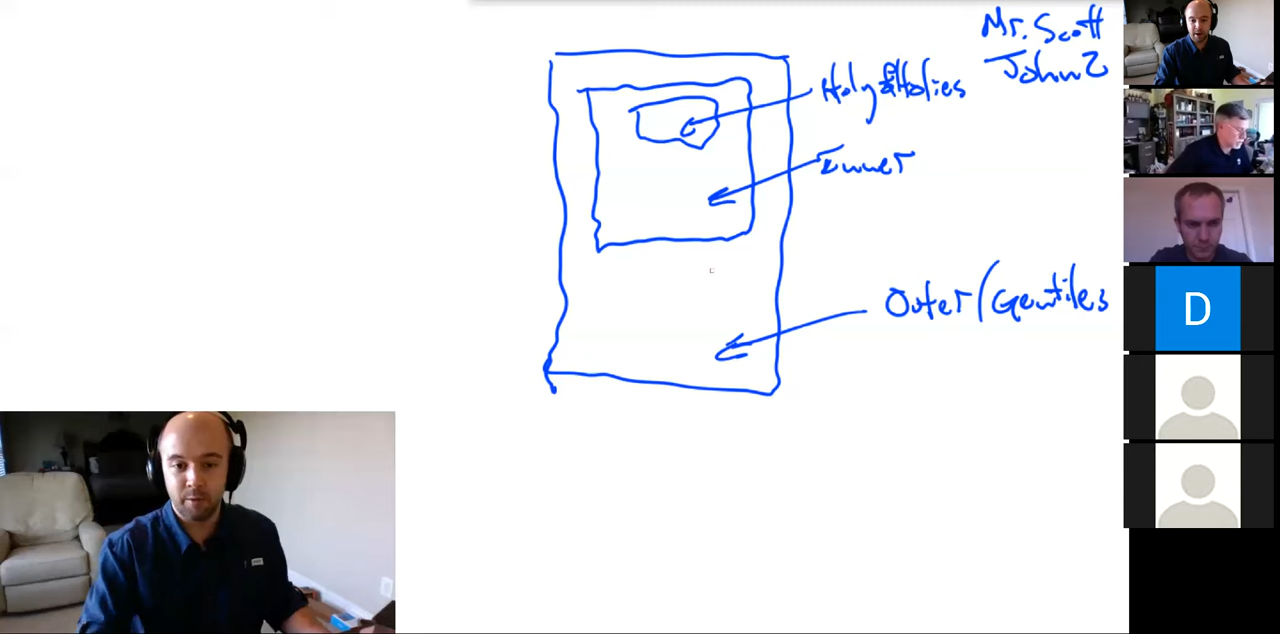 Mr. Scott
John 2
Holy of Holies
Inner
Outer/Gentiles
D